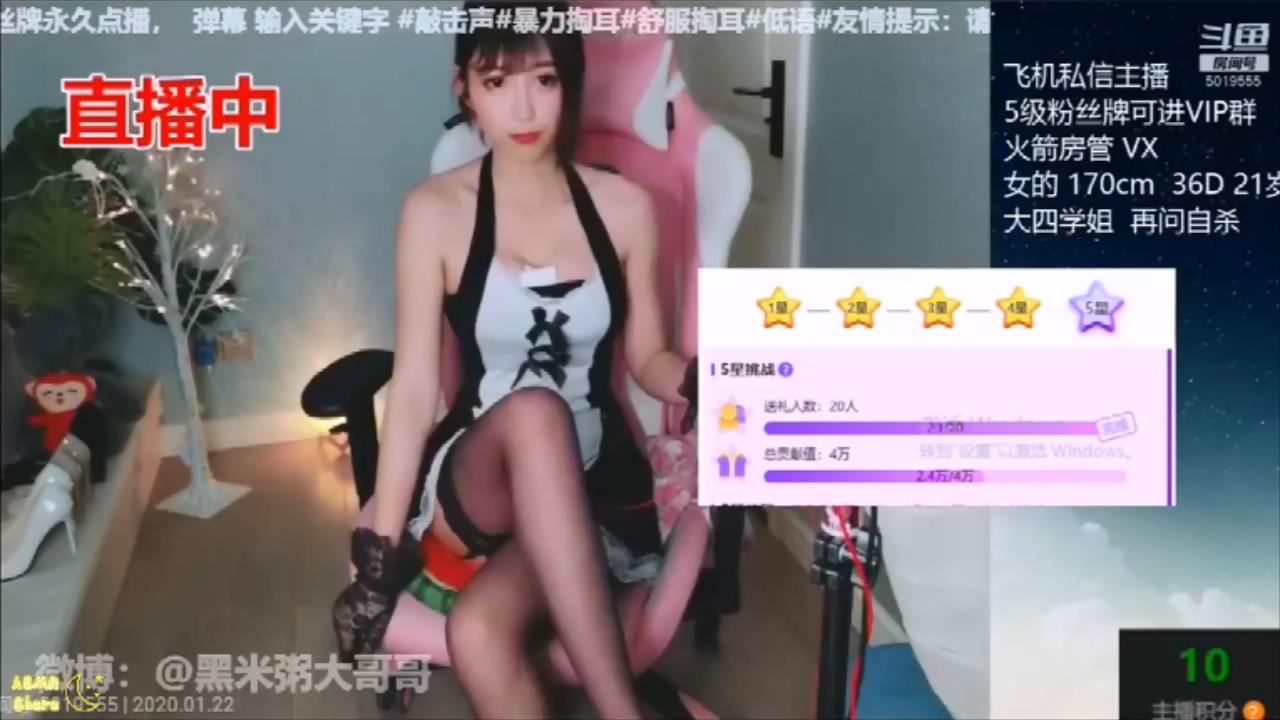 丝牌永久点播， 弹幕 输入关键字 #敲击声#暴力掏耳#舒服掏耳#低语#友情提示：请
直播中
斗鱼
房间号
5019555
飞机私信主播
5级粉丝牌可进VIP群
火箭房管 VX
女的 170cm 36D 21岁
大四学姐 再问自杀
1星
2星
3星
4星
5星
5星挑战?
送礼人数：20人
完成
总贡献值：4万
转到"设置"以激活 Windows。
2.4万/4万
微博：@黑米粥大哥哥
ASMR
Share
55 | 2020.01.22
10
主播积分 ?